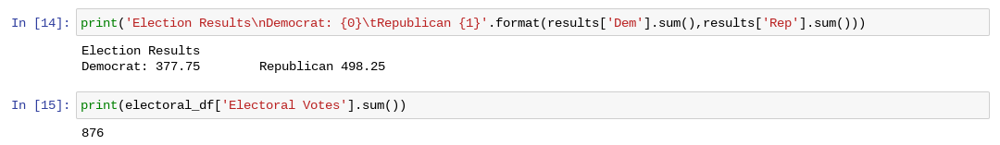 In [14]: print('Election Results\nDemocrat: {0}\tRepublican {1}'.format(results['Dem'].sum(),results['Rep'].sum()))
Election Results
Democrat: 377.75        Republican 498.25
In [15]: print(electoral_df['Electoral Votes'].sum())
876